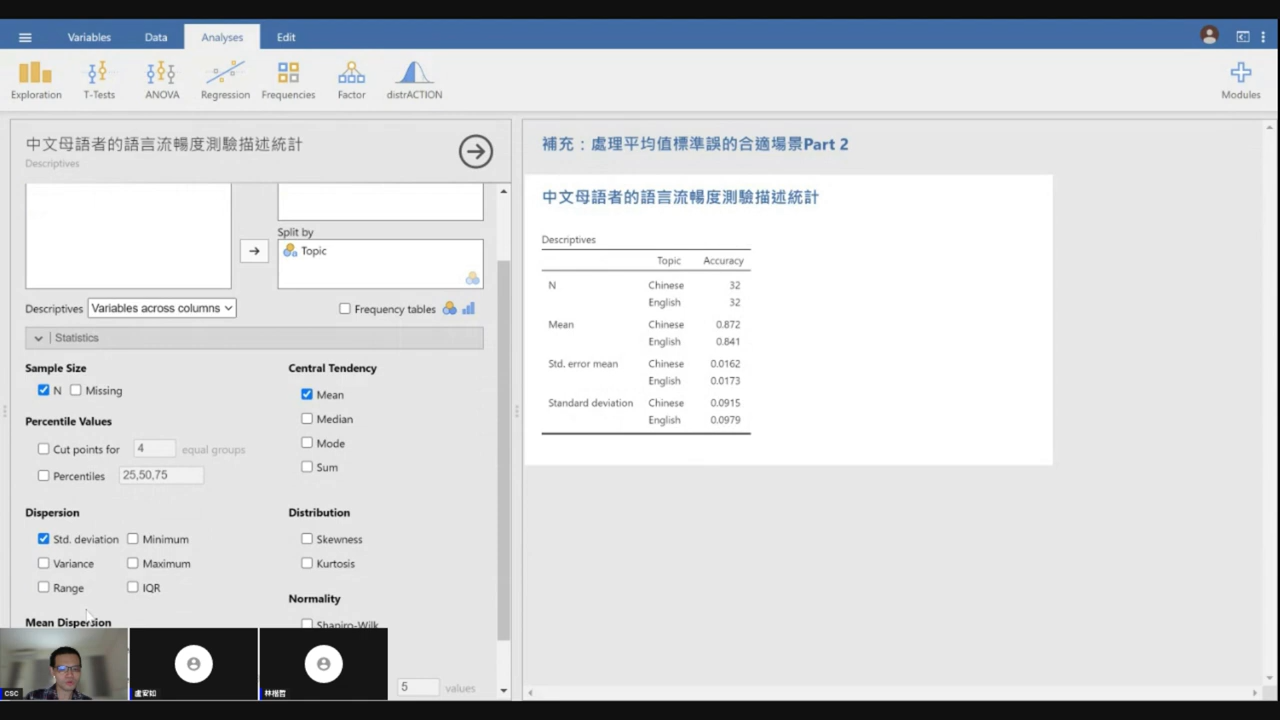 Variables Data Analyses Edit
Exploration T-Tests ANOVA Regression Frequencies Factor distrACTION Modules
中文母語者的語言流暢度測驗描述統計
Descriptives
Split by
Topic
Descriptives Variables across columns Frequency tables
Statistics
Sample Size
N Missing
Percentile Values
Cut points for 4 equal groups
Percentiles 25,50,75
Dispersion
Std. deviation Minimum
Variance Maximum
Range IQR
Mean Dispersion
Central Tendency
Mean
Median
Mode
Sum
Distribution
Skewness
Kurtosis
Normality
Shapiro-Wilk
5 values
補充：處理平均值標準誤的合適場景Part 2
中文母語者的語言流暢度測驗描述統計
Descriptives
Topic Accuracy
N Chinese 32
English 32
Mean Chinese 0.872
English 0.841
Std. error mean Chinese 0.0162
English 0.0173
Standard deviation Chinese 0.0915
English 0.0979
CSC